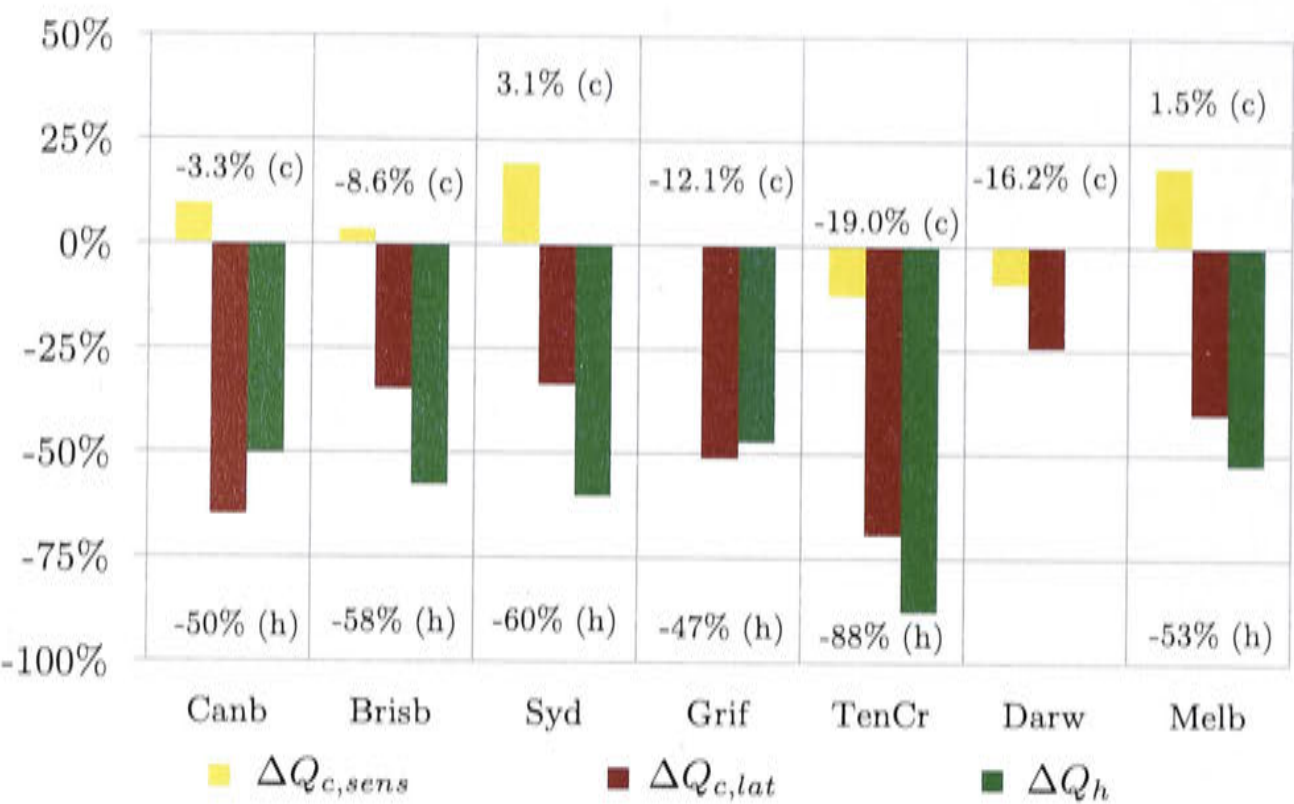 50%
3.1% (c)
1.5% (c)
25%
-3.3% (c)
-8.6% (c)
-12.1% (c)
-16.2% (c)
-19.0% (c)
0%
-25%
-50%
-75%
-50% (h)
-58% (h)
-60% (h)
-47% (h)
-88% (h)
-53% (h)
-100%
Canb Brisb Syd Grif TenCr Darw Melb
ΔQc,sens ΔQc,lat ΔQh